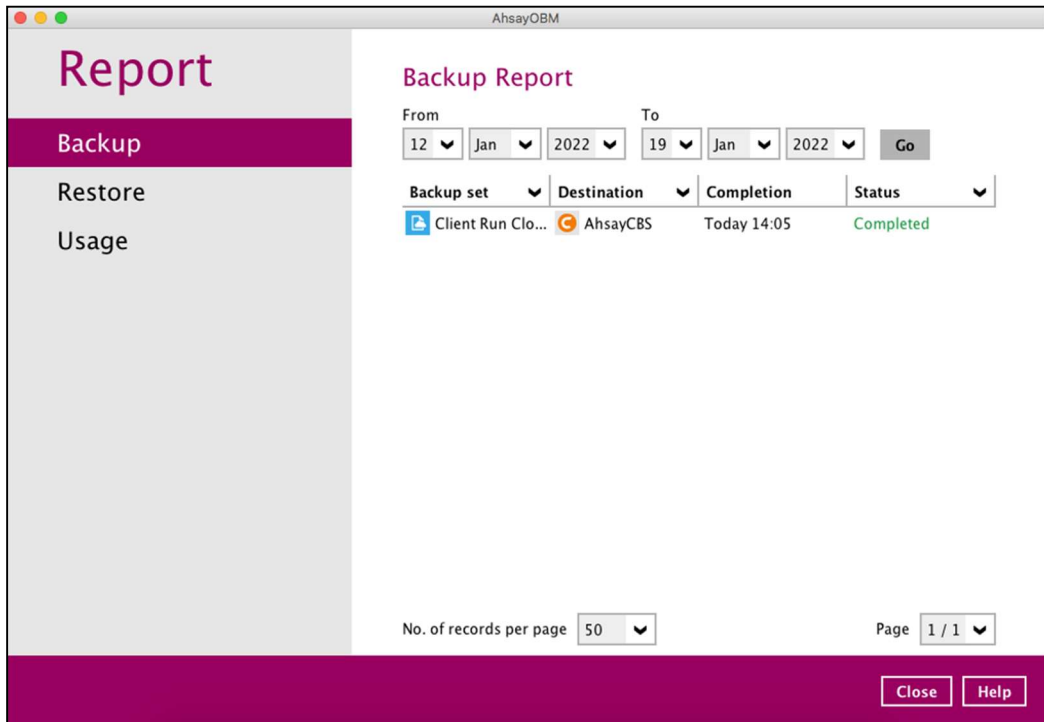 AhsayOBM
Report
Backup
Restore
Usage
Backup Report
From To
12 Jan 2022 19 Jan 2022 Go
Backup set Destination Completion Status
Client Run Clo... C AhsayCBS Today 14:05 Completed
No. of records per page 50 Page 1 / 1
Close Help